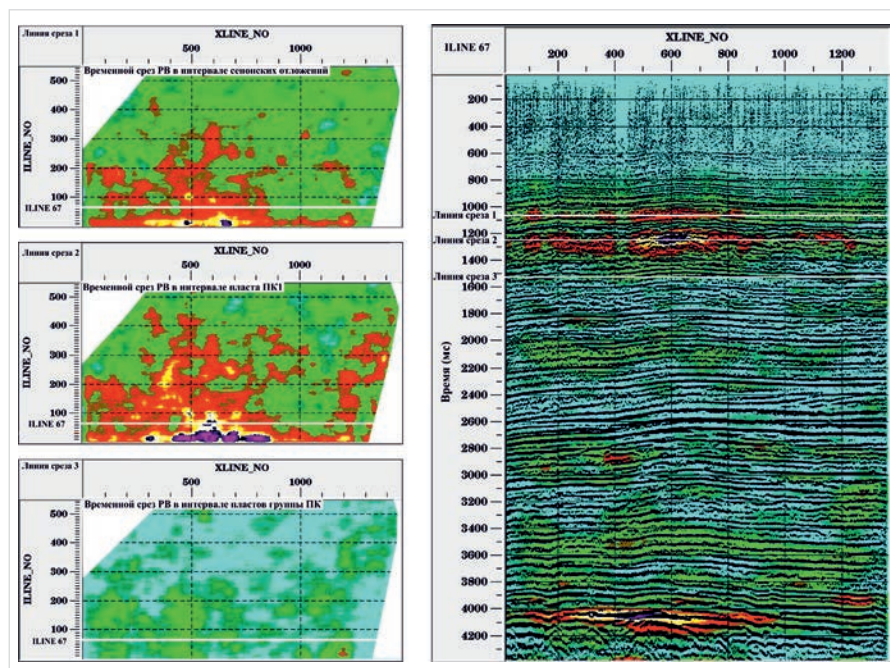 Линия среза 1
XLINE_NO
500 1000
Временной срез РВ в интервале сенонских отложений
ILINE_NO
500
400
300
200
100
ILINE 67
Линия среза 2
XLINE_NO
500 1000
Временной срез РВ в интервале пласта ПК1
ILINE_NO
500
400
300
200
100
ILINE 67
Линия среза 3
XLINE_NO
500 1000
Временной срез РВ в интервале пластов группы ПК
ILINE_NO
500
400
300
200
100
ILINE 67
ILINE 67
XLINE_NO
200 400 600 800 1000 1200
Время (мс)
200
400
600
800
1000
Линия среза 1
1200
Линия среза 2
1400
Линия среза 3
1600
1800
2000
2200
2400
2600
2800
3000
3200
3400
3600
3800
4000
4200